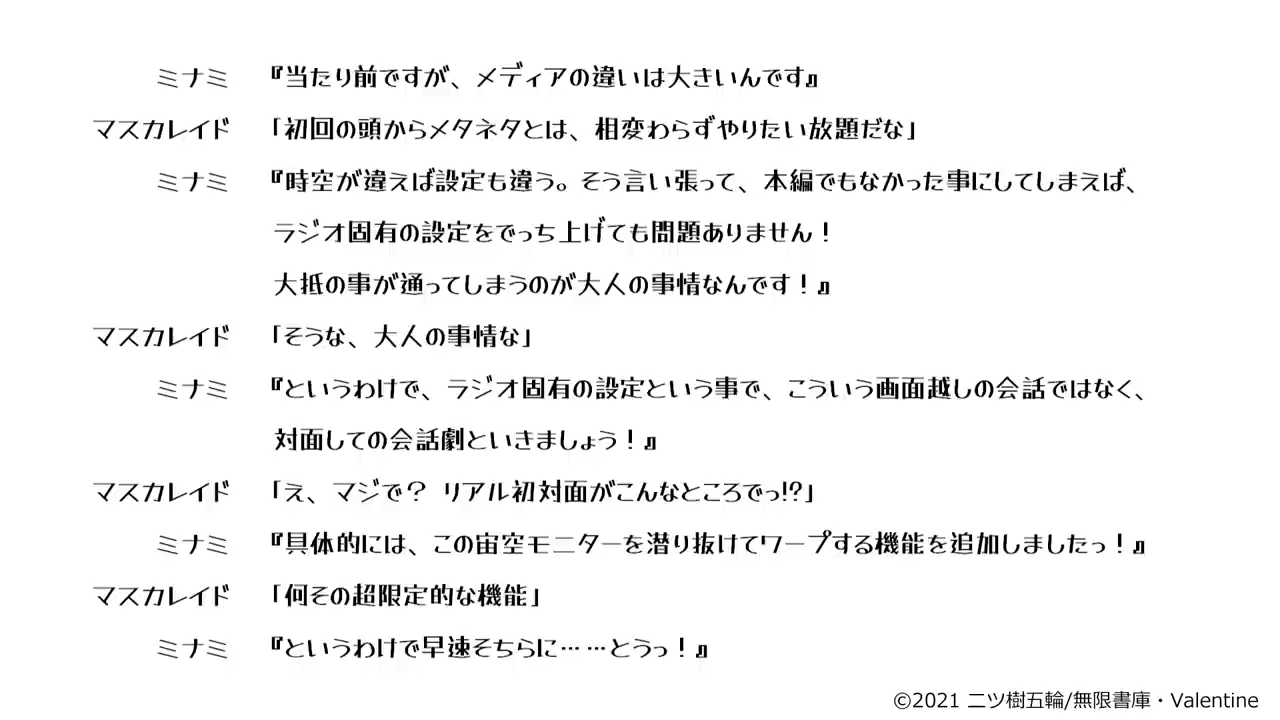 ミナミ 『当たり前ですが、メディアの違いは大きいんです』
マスカレイド 「初回の頭からメタネタとは、相変わらずやりたい放題だな」
ミナミ 『時空が違えば設定も違う。そう言い張って、本編でもなかった事にしてしまえば、
ラジオ固有の設定をでっち上げても問題ありません！
大抵の事が通ってしまうのが大人の事情なんです！』
マスカレイド 「そうな、大人の事情な」
ミナミ 『というわけで、ラジオ固有の設定という事で、こういう画面越しの会話ではなく、
対面しての会話劇といきましょう！』
マスカレイド 「え、マジで？ リアル初対面がこんなところでっ!?」
ミナミ 『具体的には、この宙空モニターを潜り抜けてワープする機能を追加しましたっ！』
マスカレイド 「何その超限定的な機能」
ミナミ 『というわけで早速そちらに……とうっ！』
©2021 二ツ樹五輪/無限書庫・Valentine